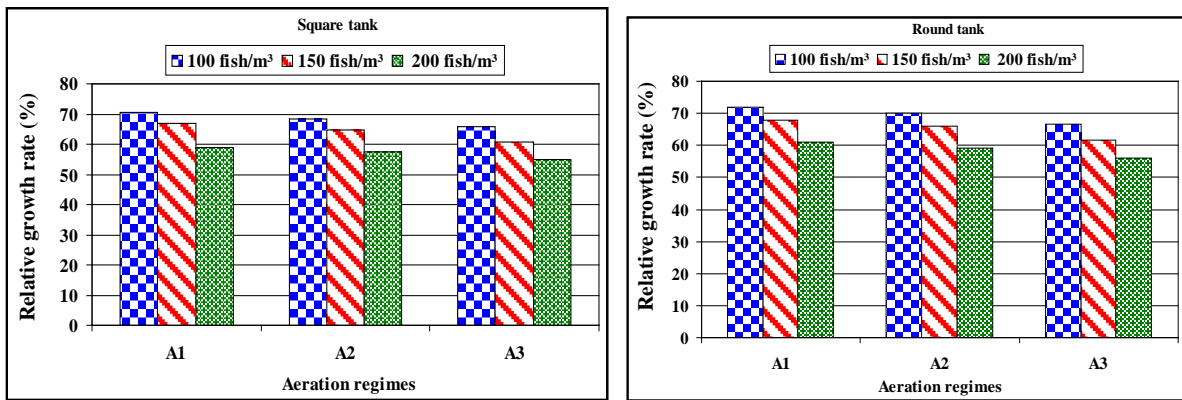 Square tank
100 fish/m³ 150 fish/m³ 200 fish/m³
Relative growth rate (%)
80
70
60
50
40
30
20
10
0
A1 A2 A3
Aeration regimes
Round tank
100 fish/m³ 150 fish/m³ 200 fish/m³
Relative growth rate (%)
80
70
60
50
40
30
20
10
0
A1 A2 A3
Aeration regimes